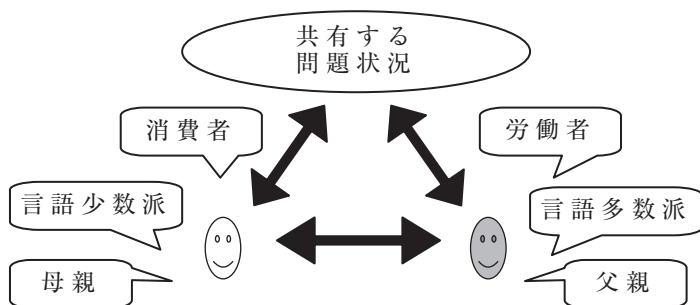 共有する
問題状況
消費者
労働者
言語少数派
言語多数派
母親
父親